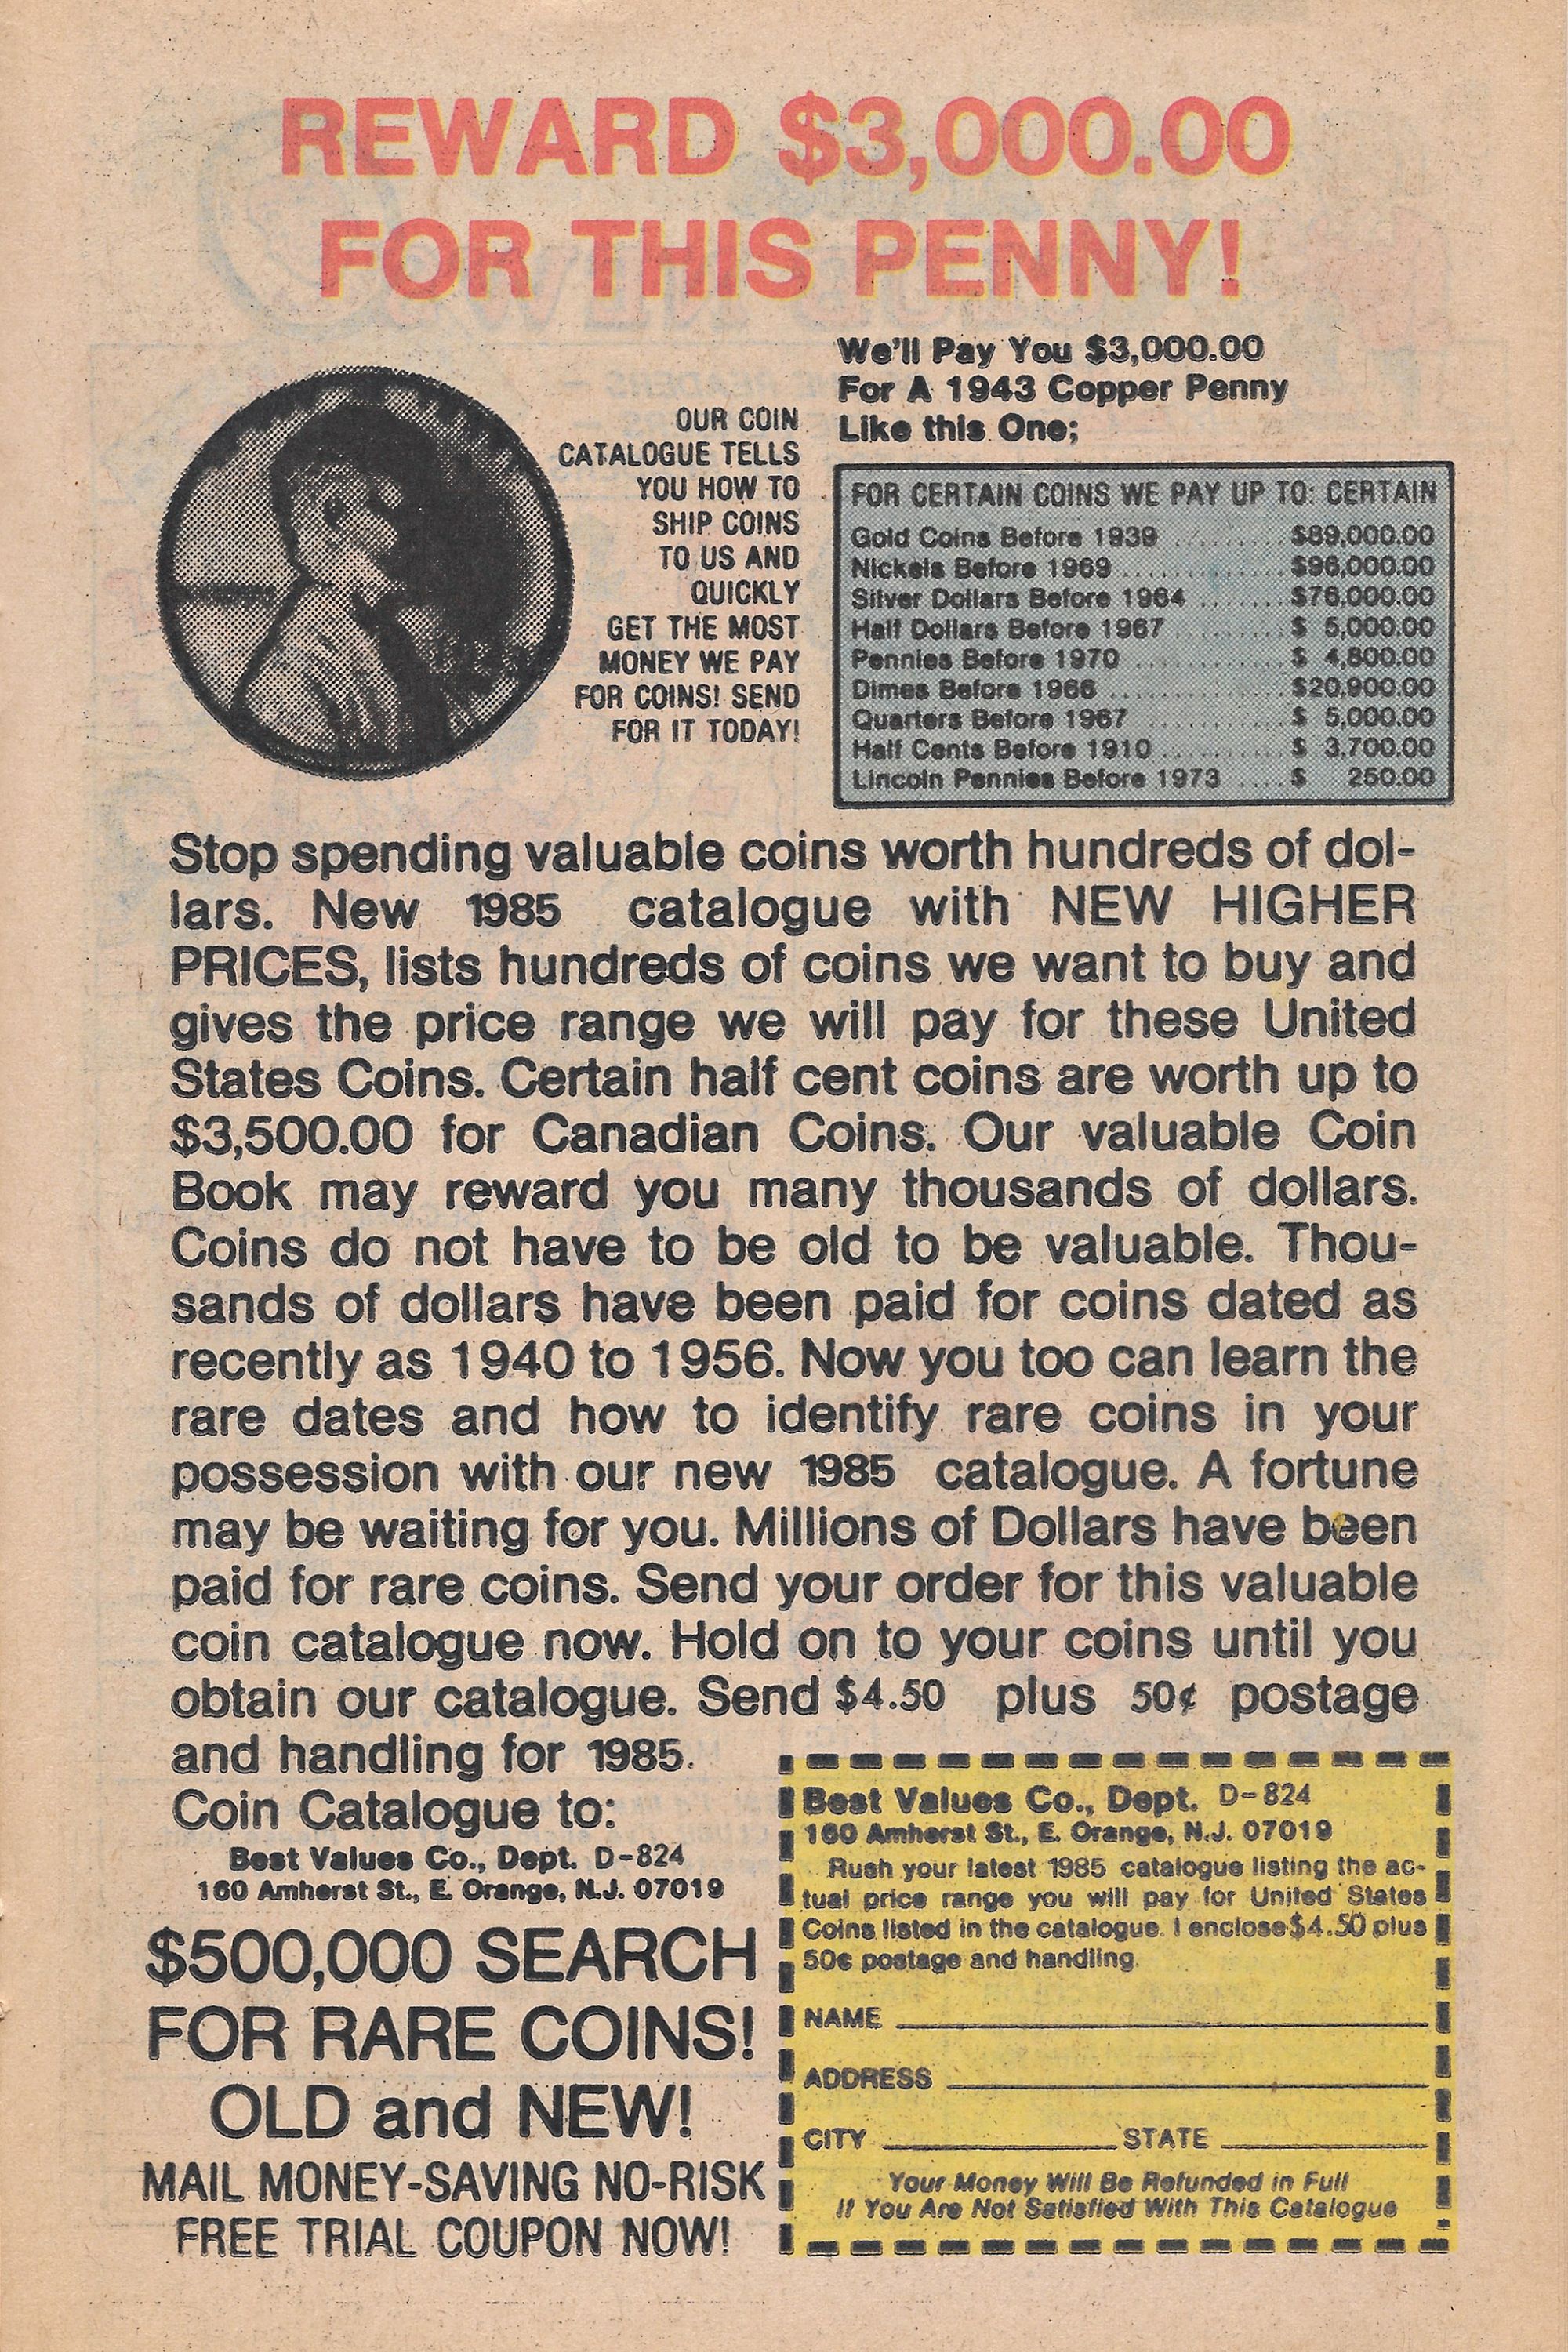 REWARD $3,000.00
FOR THIS PENNY!
We'll Pay You $3,000.00
For A 1943 Copper Penny
Like this One;
OUR COIN
CATALOGUE TELLS
YOU HOW TO
SHIP COINS
TO US AND
QUICKLY
GET THE MOST
MONEY WE PAY
FOR COINS! SEND
FOR IT TODAY!
FOR CERTAIN COINS WE PAY UP TO: CERTAIN
Gold Coins Before 1939 ......... $89,000.00
Nickels Before 1969 ............. $96,000.00
Silver Dollars Before 1964 ....... $76,000.00
Half Dollars Before 1967 ......... $ 5,000.00
Pennies Before 1970 ............ $ 4,800.00
Dimes Before 1966 .............. $20,900.00
Quarters Before 1967 ............ $ 5,000.00
Half Cents Before 1910 .......... $ 3,700.00
Lincoln Pennies Before 1973 .... $ 250.00
Stop spending valuable coins worth hundreds of dol-
lars. New 1985 catalogue with NEW HIGHER
PRICES, lists hundreds of coins we want to buy and
gives the price range we will pay for these United
States Coins. Certain half cent coins are worth up to
$3,500.00 for Canadian Coins. Our valuable Coin
Book may reward you many thousands of dollars.
Coins do not have to be old to be valuable. Thou-
sands of dollars have been paid for coins dated as
recently as 1940 to 1956. Now you too can learn the
rare dates and how to identify rare coins in your
possession with our new 1985 catalogue. A fortune
may be waiting for you. Millions of Dollars have been
paid for rare coins. Send your order for this valuable
coin catalogue now. Hold on to your coins until you
obtain our catalogue. Send $4.50 plus 50¢ postage
and handling for 1985.
Coin Catalogue to:
Best Values Co., Dept. D-824
160 Amherst St., E. Orange, N.J. 07019
$500,000 SEARCH
FOR RARE COINS!
OLD and NEW!
MAIL MONEY-SAVING NO-RISK
FREE TRIAL COUPON NOW!
Best Values Co., Dept. D-824
160 Amherst St., E. Orange, N.J. 07019
Rush your latest 1985 catalogue listing the ac-
tual price range you will pay for United States
Coins listed in the catalogue. I enclose $4.50 plus
50¢ postage and handling.
NAME
ADDRESS
CITY STATE
Your Money Will Be Refunded in Full
If You Are Not Satisfied With This Catalogue